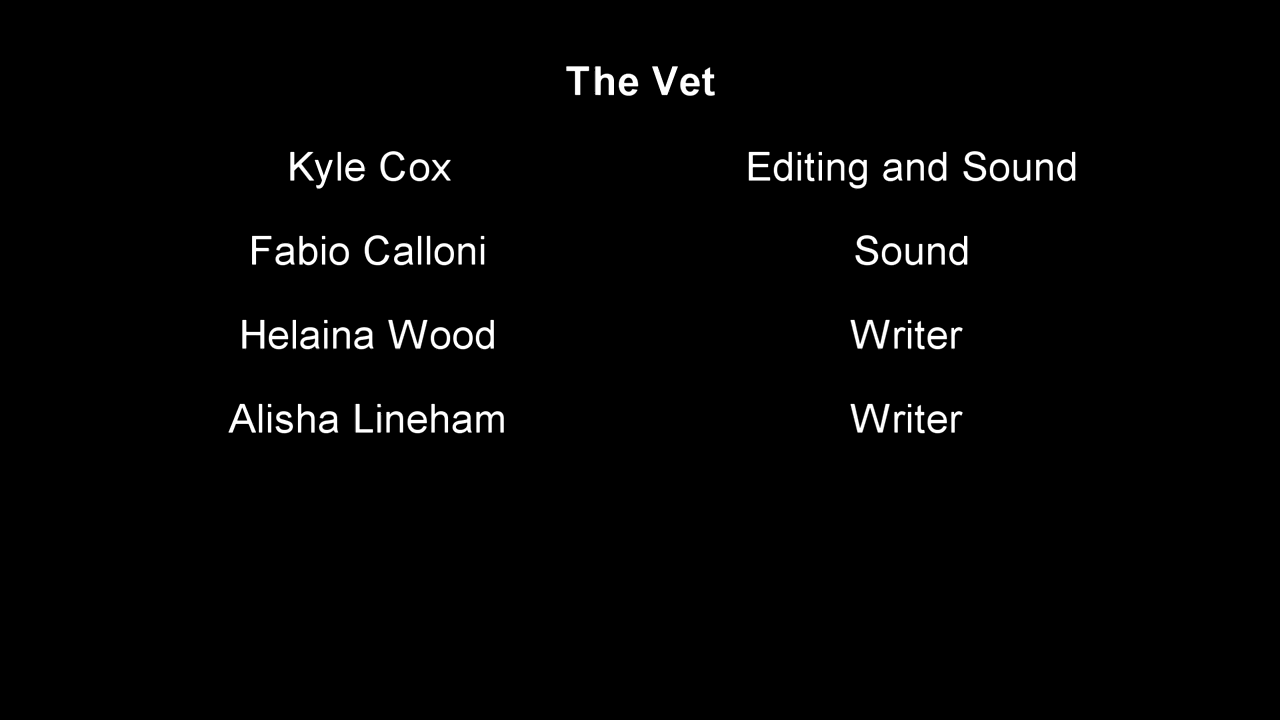 The Vet
Kyle Cox Editing and Sound
Fabio Calloni Sound
Helaina Wood Writer
Alisha Lineham Writer